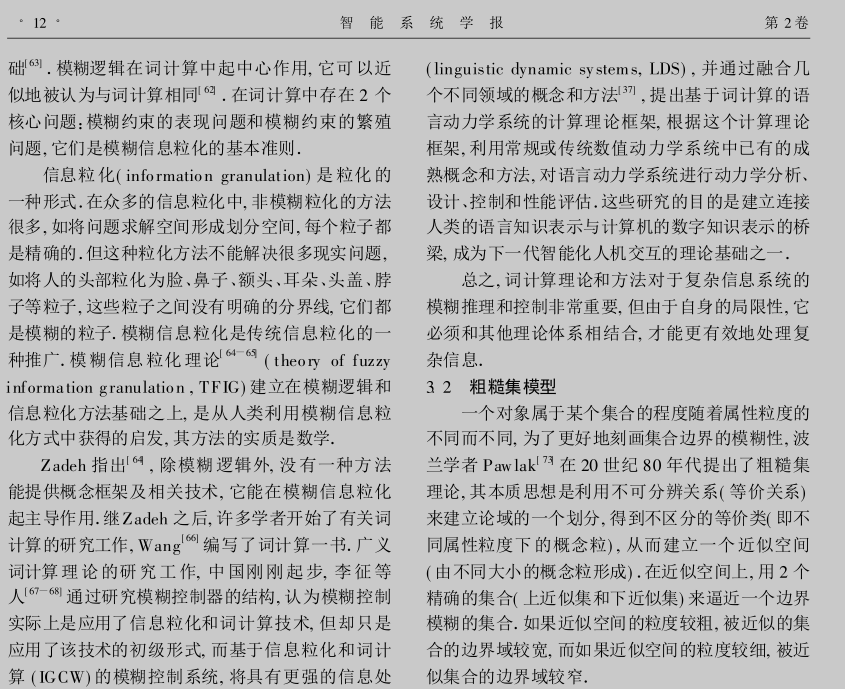 ° 12 °
智 能 系 统 学 报
第 2 卷
础[63] . 模糊逻辑在词计算中起中心作用, 它可以近
似地被认为与词计算相同[62] . 在词计算中存在 2 个
核心问题: 模糊约束的表现问题和模糊约束的繁殖
问题, 它们是模糊信息粒化的基本准则.
信息粒化( information granulation) 是粒化的
一种形式. 在众多的信息粒化中, 非模糊粒化的方法
很多, 如将问题求解空间形成划分空间, 每个粒子都
是精确的. 但这种粒化方法不能解决很多现实问题,
如将人的头部粒化为脸、鼻子、额头、耳朵、头盖、脖
子等粒子, 这些粒子之间没有明确的分界线, 它们都
是模糊的粒子. 模糊信息粒化是传统信息粒化的一
种推广. 模糊信息粒化理论[64-65] ( theory of fuzzy
information granulation , TFIG) 建立在模糊逻辑和
信息粒化方法基础之上, 是从人类利用模糊信息粒
化方式中获得的启发, 其方法的实质是数学.
Zadeh 指出[64] , 除模糊逻辑外, 没有一种方法
能提供概念框架及相关技术, 它能在模糊信息粒化
起主导作用. 继 Zadeh 之后, 许多学者开始了有关词
计算的研究工作, Wang[66] 编写了词计算一书. 广义
词计算理论的研究工作, 中国刚刚起步, 李征等
人[67-68] 通过研究模糊控制器的结构, 认为模糊控制
实际上是应用了信息粒化和词计算技术, 但却只是
应用了该技术的初级形式, 而基于信息粒化和词计
算 (IGCW) 的模糊控制系统, 将具有更强的信息处
(linguistic dynamic systems, LDS) , 并通过融合几
个不同领域的概念和方法[37] , 提出基于词计算的语
言动力学系统的计算理论框架, 根据这个计算理论
框架, 利用常规或传统数值动力学系统中已有的成
熟概念和方法, 对语言动力学系统进行动力学分析、
设计、控制和性能评估. 这些研究的目的是建立连接
人类的语言知识表示与计算机的数字知识表示的桥
梁, 成为下一代智能化人机交互的理论基础之一.
总之, 词计算理论和方法对于复杂信息系统的
模糊推理和控制非常重要, 但由于自身的局限性, 它
必须和其他理论体系相结合, 才能更有效地处理复
杂信息.
3. 2 粗糙集模型
一个对象属于某个集合的程度随着属性粒度的
不同而不同, 为了更好地刻画集合边界的模糊性, 波
兰学者 Pawlak[73] 在 20 世纪 80 年代提出了粗糙集
理论, 其本质思想是利用不可分辨关系( 等价关系)
来建立论域的一个划分, 得到不区分的等价类( 即不
同属性粒度下的概念粒) , 从而建立一个近似空间
( 由不同大小的概念粒形成) . 在近似空间上, 用 2 个
精确的集合( 上近似集和下近似集) 来逼近一个边界
模糊的集合. 如果近似空间的粒度较粗, 被近似的集
合的边界域较宽, 而如果近似空间的粒度较细, 被近
似集合的边界域较窄.